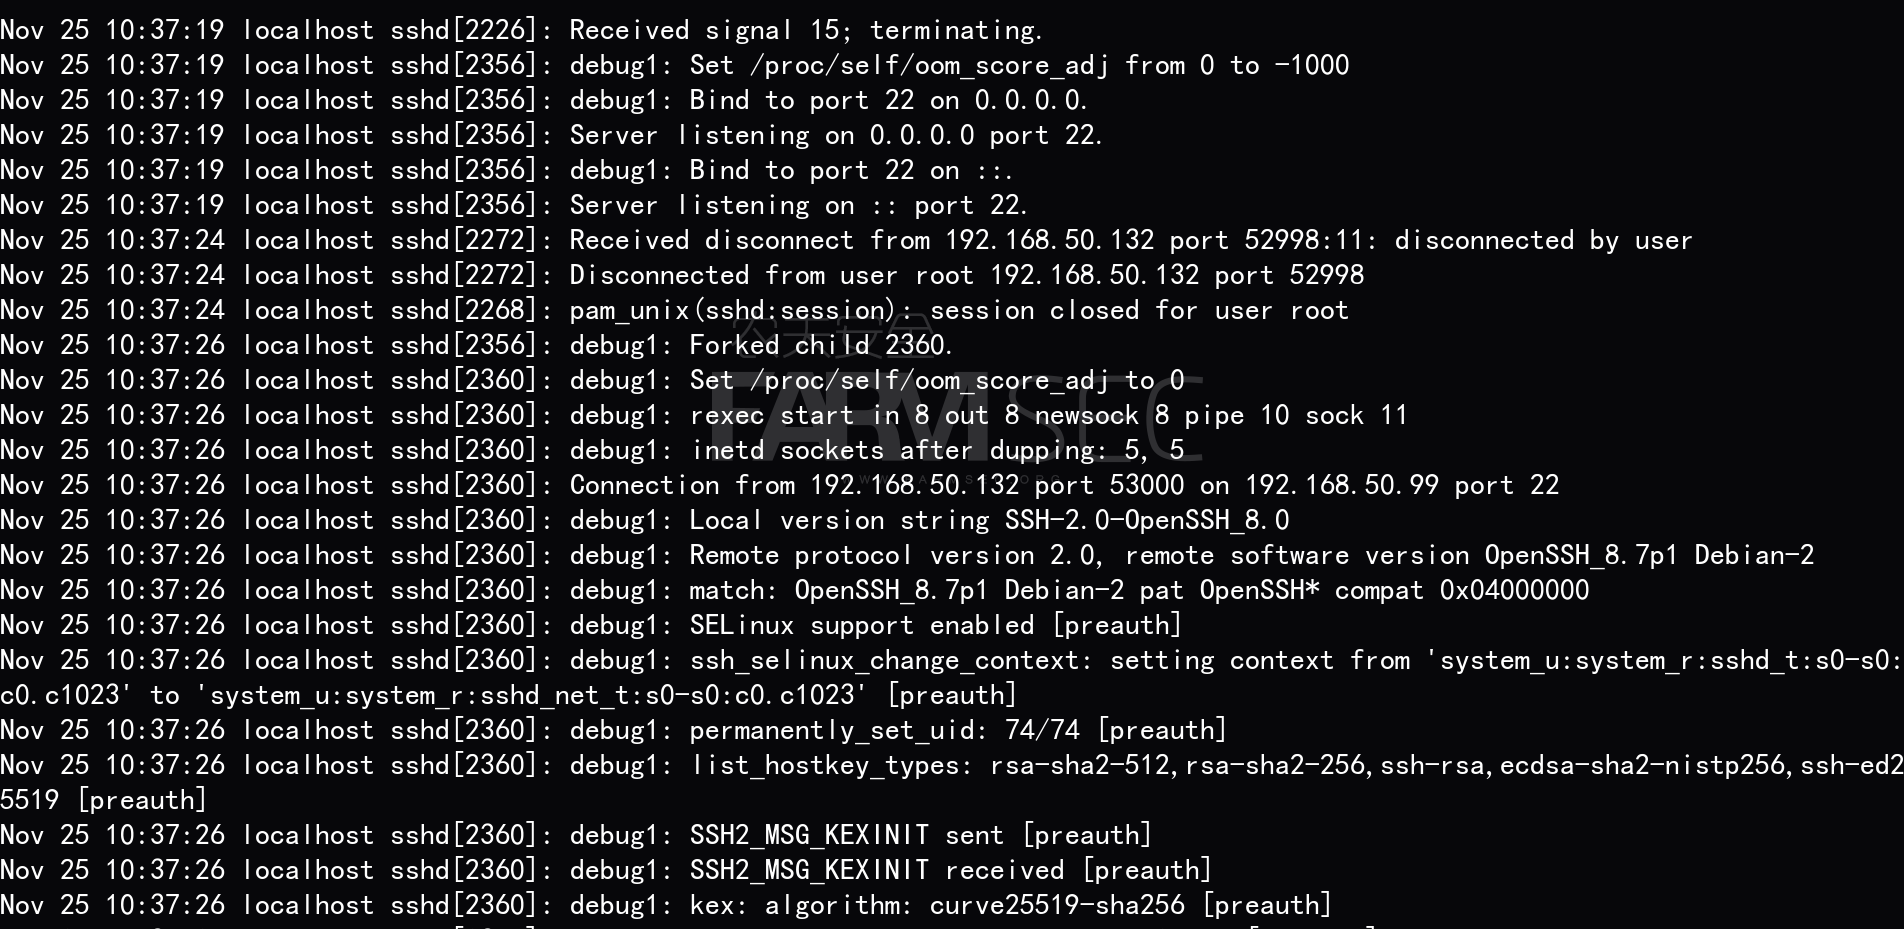 Nov 25 10:37:19 localhost sshd[2226]: Received signal 15; terminating.
Nov 25 10:37:19 localhost sshd[2356]: debug1: Set /proc/self/oom_score_adj from 0 to -1000
Nov 25 10:37:19 localhost sshd[2356]: debug1: Bind to port 22 on 0.0.0.0.
Nov 25 10:37:19 localhost sshd[2356]: Server listening on 0.0.0.0 port 22.
Nov 25 10:37:19 localhost sshd[2356]: debug1: Bind to port 22 on ::.
Nov 25 10:37:19 localhost sshd[2356]: Server listening on :: port 22.
Nov 25 10:37:24 localhost sshd[2272]: Received disconnect from 192.168.50.132 port 52998:11: disconnected by user
Nov 25 10:37:24 localhost sshd[2272]: Disconnected from user root 192.168.50.132 port 52998
Nov 25 10:37:24 localhost sshd[2268]: pam_unix(sshd:session): session closed for user root
Nov 25 10:37:26 localhost sshd[2356]: debug1: Forked child 2360.
Nov 25 10:37:26 localhost sshd[2360]: debug1: Set /proc/self/oom_score_adj to 0
Nov 25 10:37:26 localhost sshd[2360]: debug1: rexec start in 8 out 8 newsock 8 pipe 10 sock 11
Nov 25 10:37:26 localhost sshd[2360]: debug1: inetd sockets after dupping: 5, 5
Nov 25 10:37:26 localhost sshd[2360]: Connection from 192.168.50.132 port 53000 on 192.168.50.99 port 22
Nov 25 10:37:26 localhost sshd[2360]: debug1: Local version string SSH-2.0-OpenSSH_8.0
Nov 25 10:37:26 localhost sshd[2360]: debug1: Remote protocol version 2.0, remote software version OpenSSH_8.7p1 Debian-2
Nov 25 10:37:26 localhost sshd[2360]: debug1: match: OpenSSH_8.7p1 Debian-2 pat OpenSSH* compat 0x04000000
Nov 25 10:37:26 localhost sshd[2360]: debug1: SELinux support enabled [preauth]
Nov 25 10:37:26 localhost sshd[2360]: debug1: ssh_selinux_change_context: setting context from 'system_u:system_r:sshd_t:s0-s0:
c0.c1023' to 'system_u:system_r:sshd_net_t:s0-s0:c0.c1023' [preauth]
Nov 25 10:37:26 localhost sshd[2360]: debug1: permanently_set_uid: 74/74 [preauth]
Nov 25 10:37:26 localhost sshd[2360]: debug1: list_hostkey_types: rsa-sha2-512,rsa-sha2-256,ssh-rsa,ecdsa-sha2-nistp256,ssh-ed2
5519 [preauth]
Nov 25 10:37:26 localhost sshd[2360]: debug1: SSH2_MSG_KEXINIT sent [preauth]
Nov 25 10:37:26 localhost sshd[2360]: debug1: SSH2_MSG_KEXINIT received [preauth]
Nov 25 10:37:26 localhost sshd[2360]: debug1: kex: algorithm: curve25519-sha256 [preauth]
FARMSEC